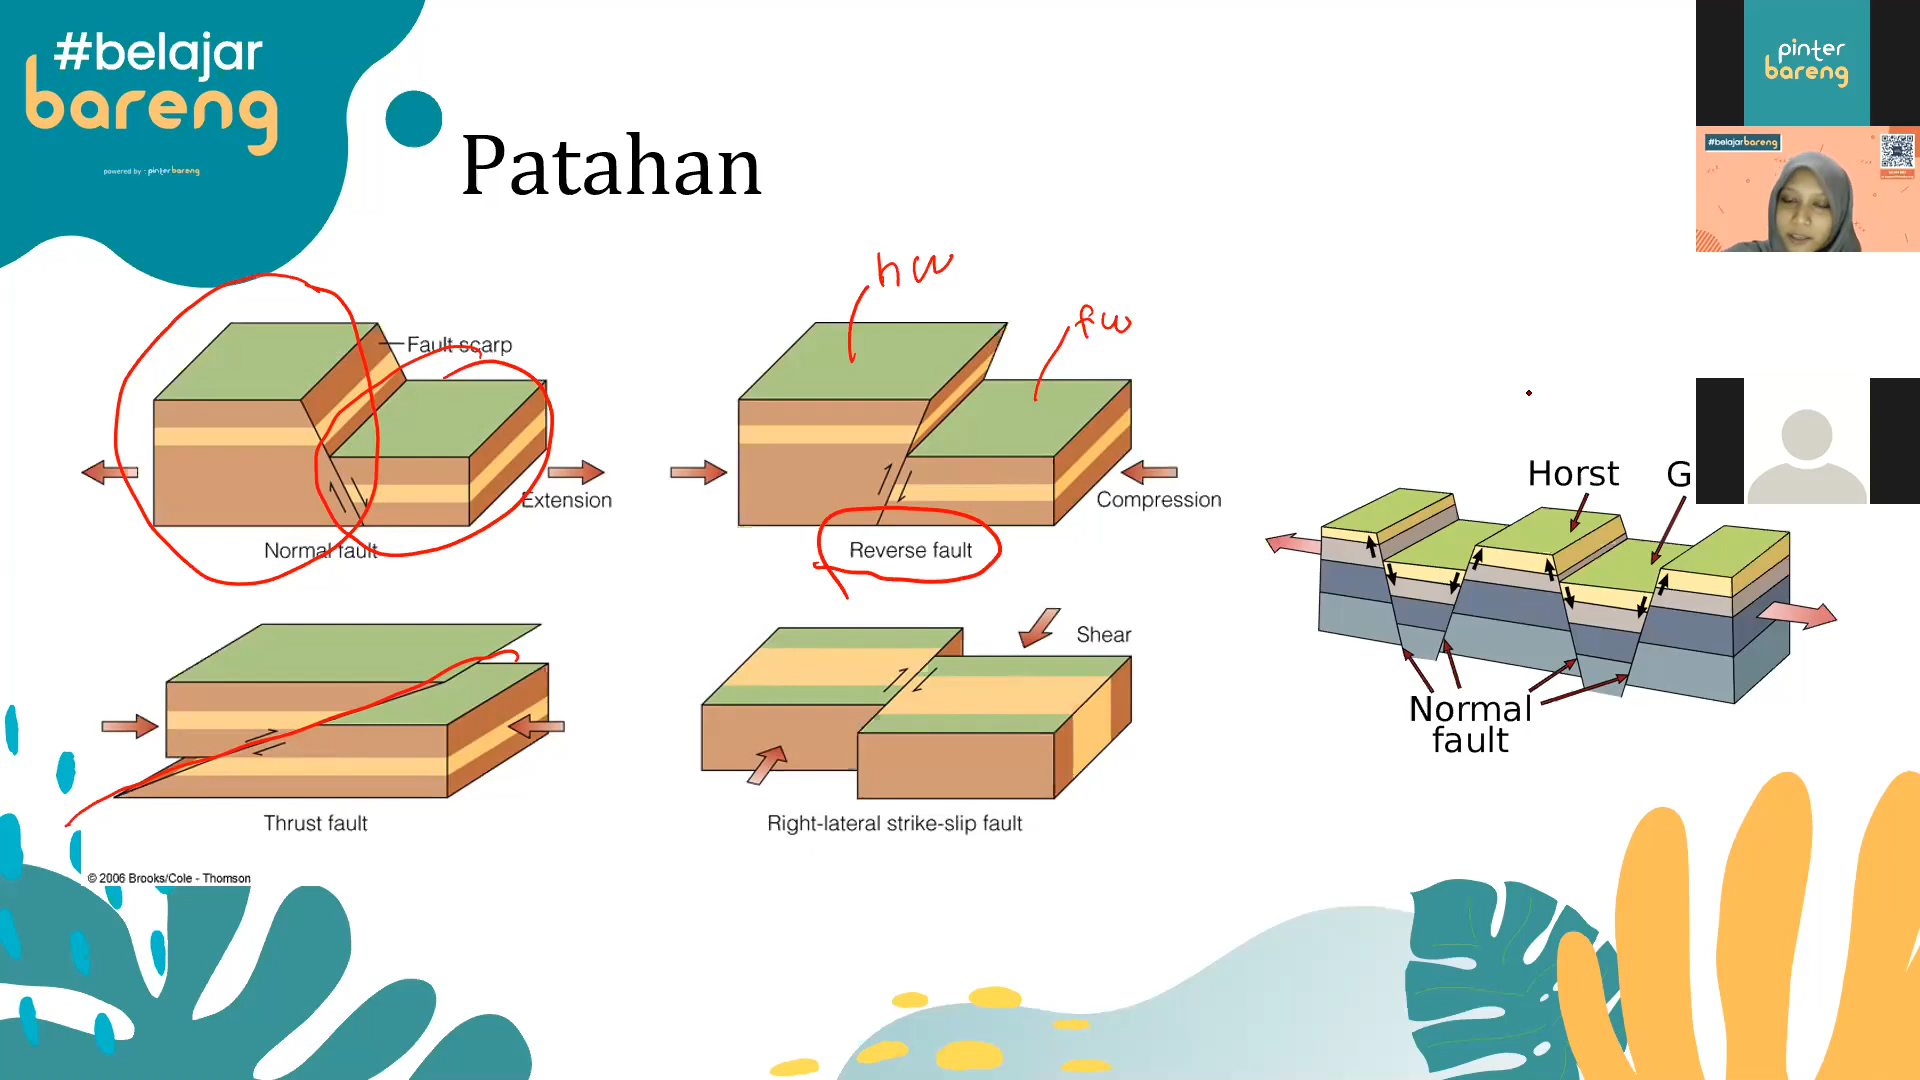 #belajar
bareng
powered by : pinterbareng
Patahan
hw
fw
Fault scarp
Extension
Normal fault
Compression
Reverse fault
Thrust fault
Shear
Right-lateral strike-slip fault
© 2006 Brooks/Cole - Thomson
Horst
G
Normal
fault
pinter
bareng
#belajarbareng